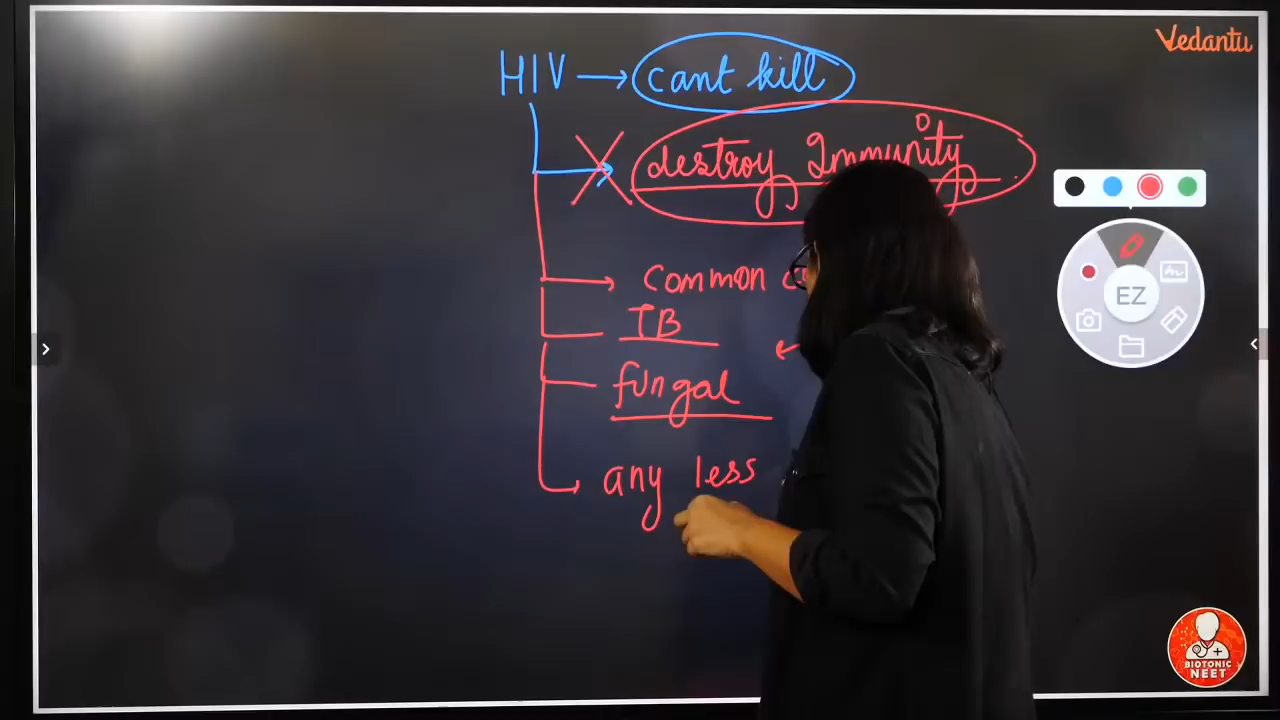 Vedantu
HIV → cant kill
destroy Immunity
common
TB
fungal
any less
EZ
BIOTONIC
NEET